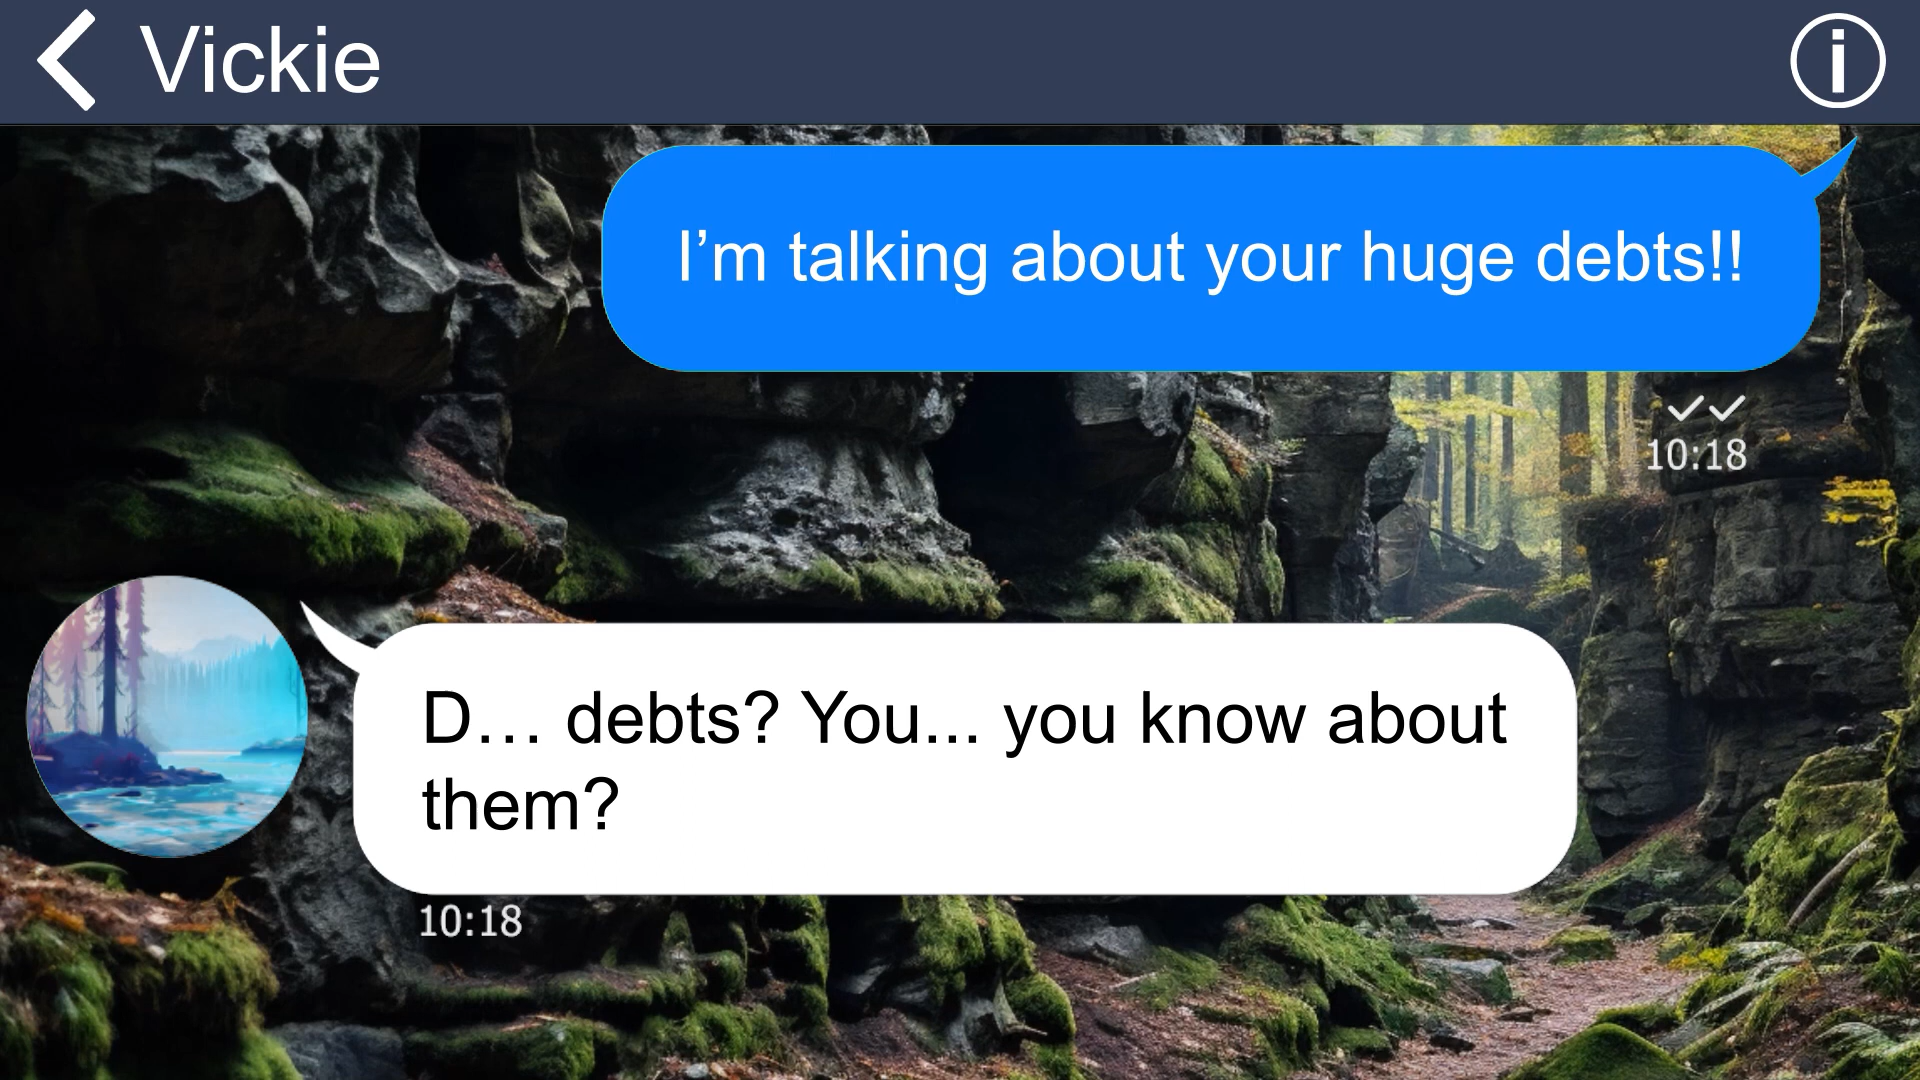 Vickie
I’m talking about your huge debts!!
10:18
D… debts? You... you know about
them?
10:18